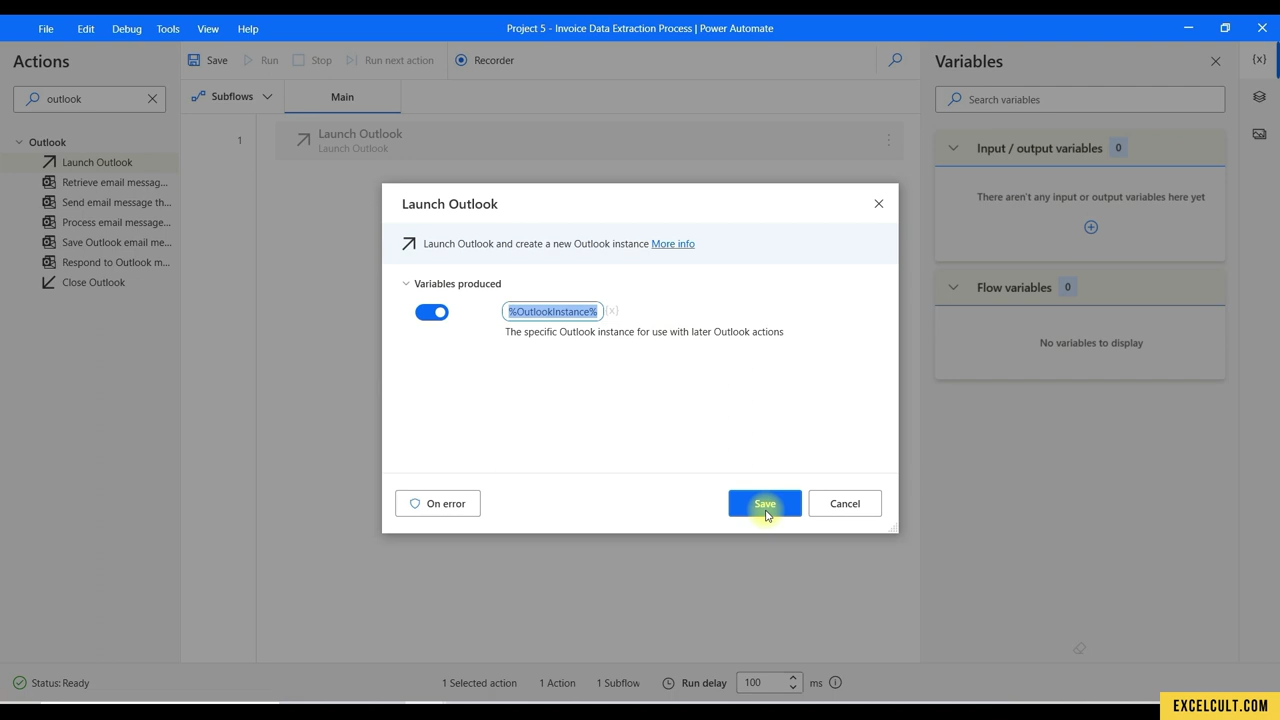 File Edit Debug Tools View Help
Project 5 - Invoice Data Extraction Process | Power Automate
Actions
outlook
Outlook
Launch Outlook
Retrieve email messag...
Send email message th...
Process email message...
Save Outlook email me...
Respond to Outlook m...
Close Outlook
Save Run Stop Run next action Recorder
Subflows Main
1
Launch Outlook
Launch Outlook
Launch Outlook
Launch Outlook and create a new Outlook instance More info
Variables produced
%OutlookInstance% {x}
The specific Outlook instance for use with later Outlook actions
On error Save Cancel
Variables {x}
Search variables
Input / output variables 0
There aren't any input or output variables here yet
Flow variables 0
No variables to display
Status: Ready 1 Selected action 1 Action 1 Subflow Run delay 100 ms
EXCELCULT.COM